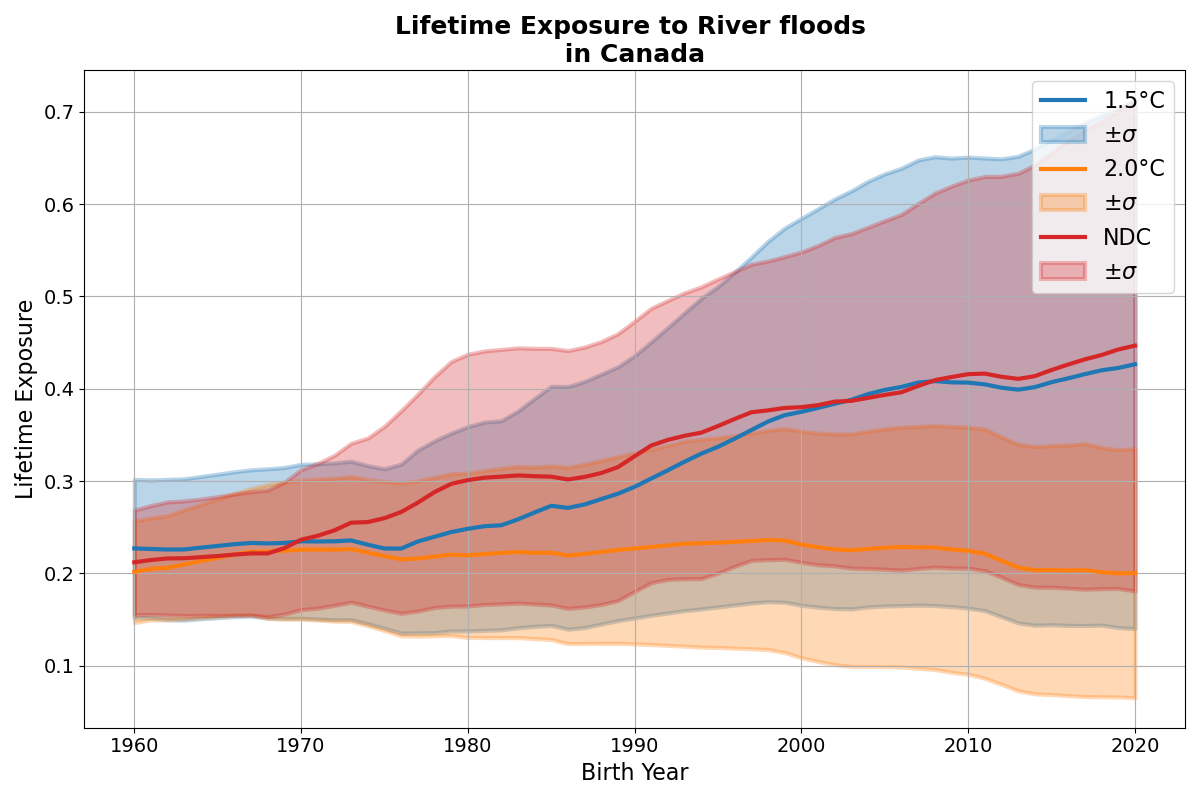 Lifetime Exposure to River floods
in Canada
Lifetime Exposure
0.7
0.6
0.5
0.4
0.3
0.2
0.1
1960
1970
1980
1990
2000
2010
2020
Birth Year
1.5°C
±σ
2.0°C
±σ
NDC
±σ